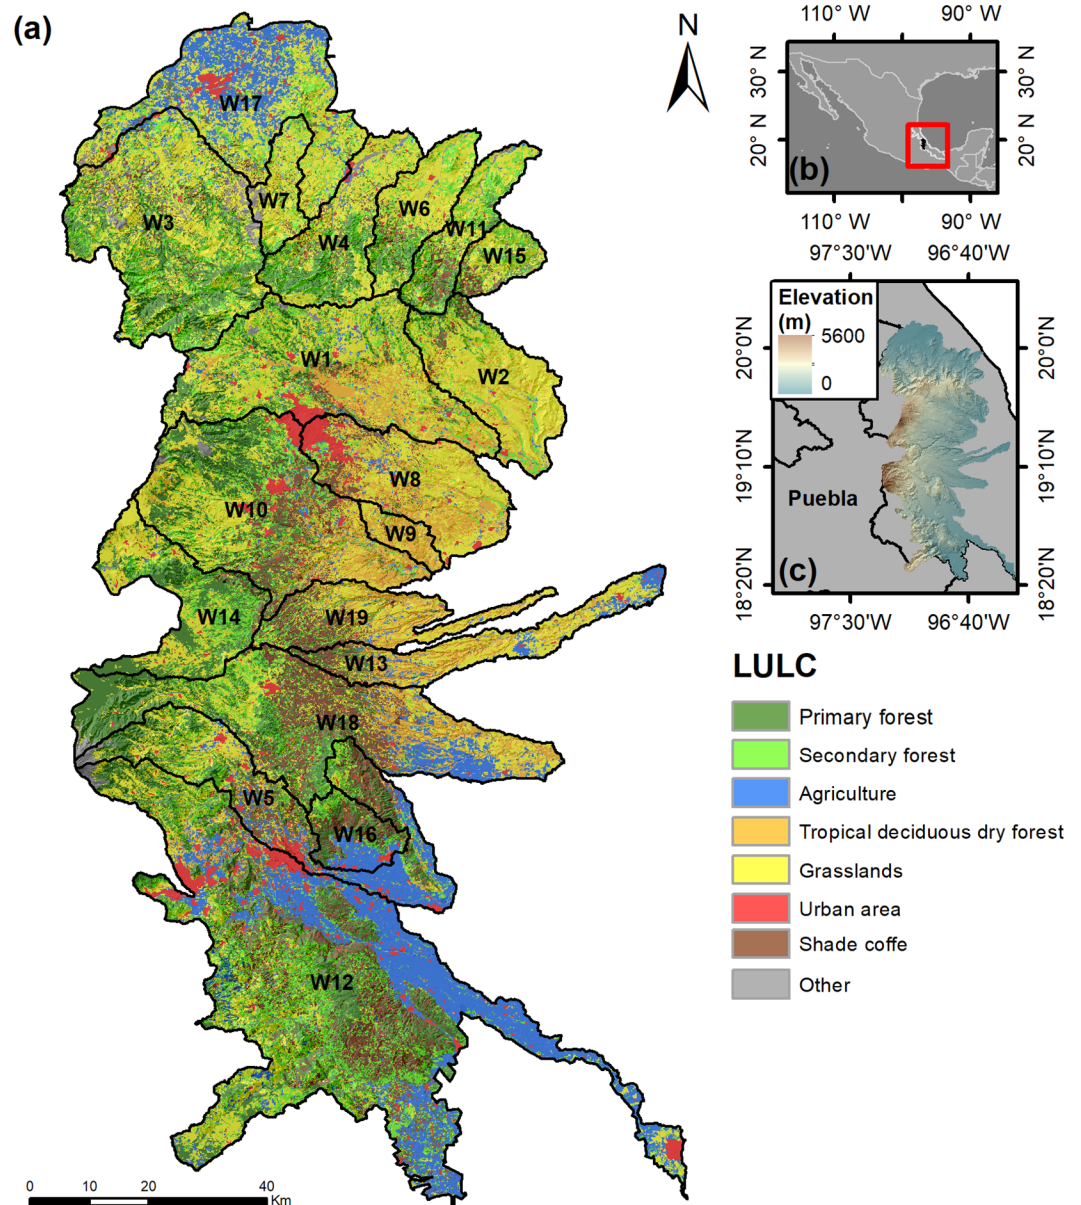 (a)
N
110° W 90° W
30° N 30° N
20° N 20° N
(b)
110° W 90° W
97°30'W 96°40'W
Elevation
(m)
5600
0
20°0'N 20°0'N
19°10'N 19°10'N
Puebla
(c)
18°20'N 18°20'N
97°30'W 96°40'W
W17
W7
W3
W6
W4
W11
W15
W1
W2
W8
W10
W9
W14
W19
W13
W18
W5
W16
W12
LULC
Primary forest
Secondary forest
Agriculture
Tropical deciduous dry forest
Grasslands
Urban area
Shade coffe
Other
0 10 20 40
Km